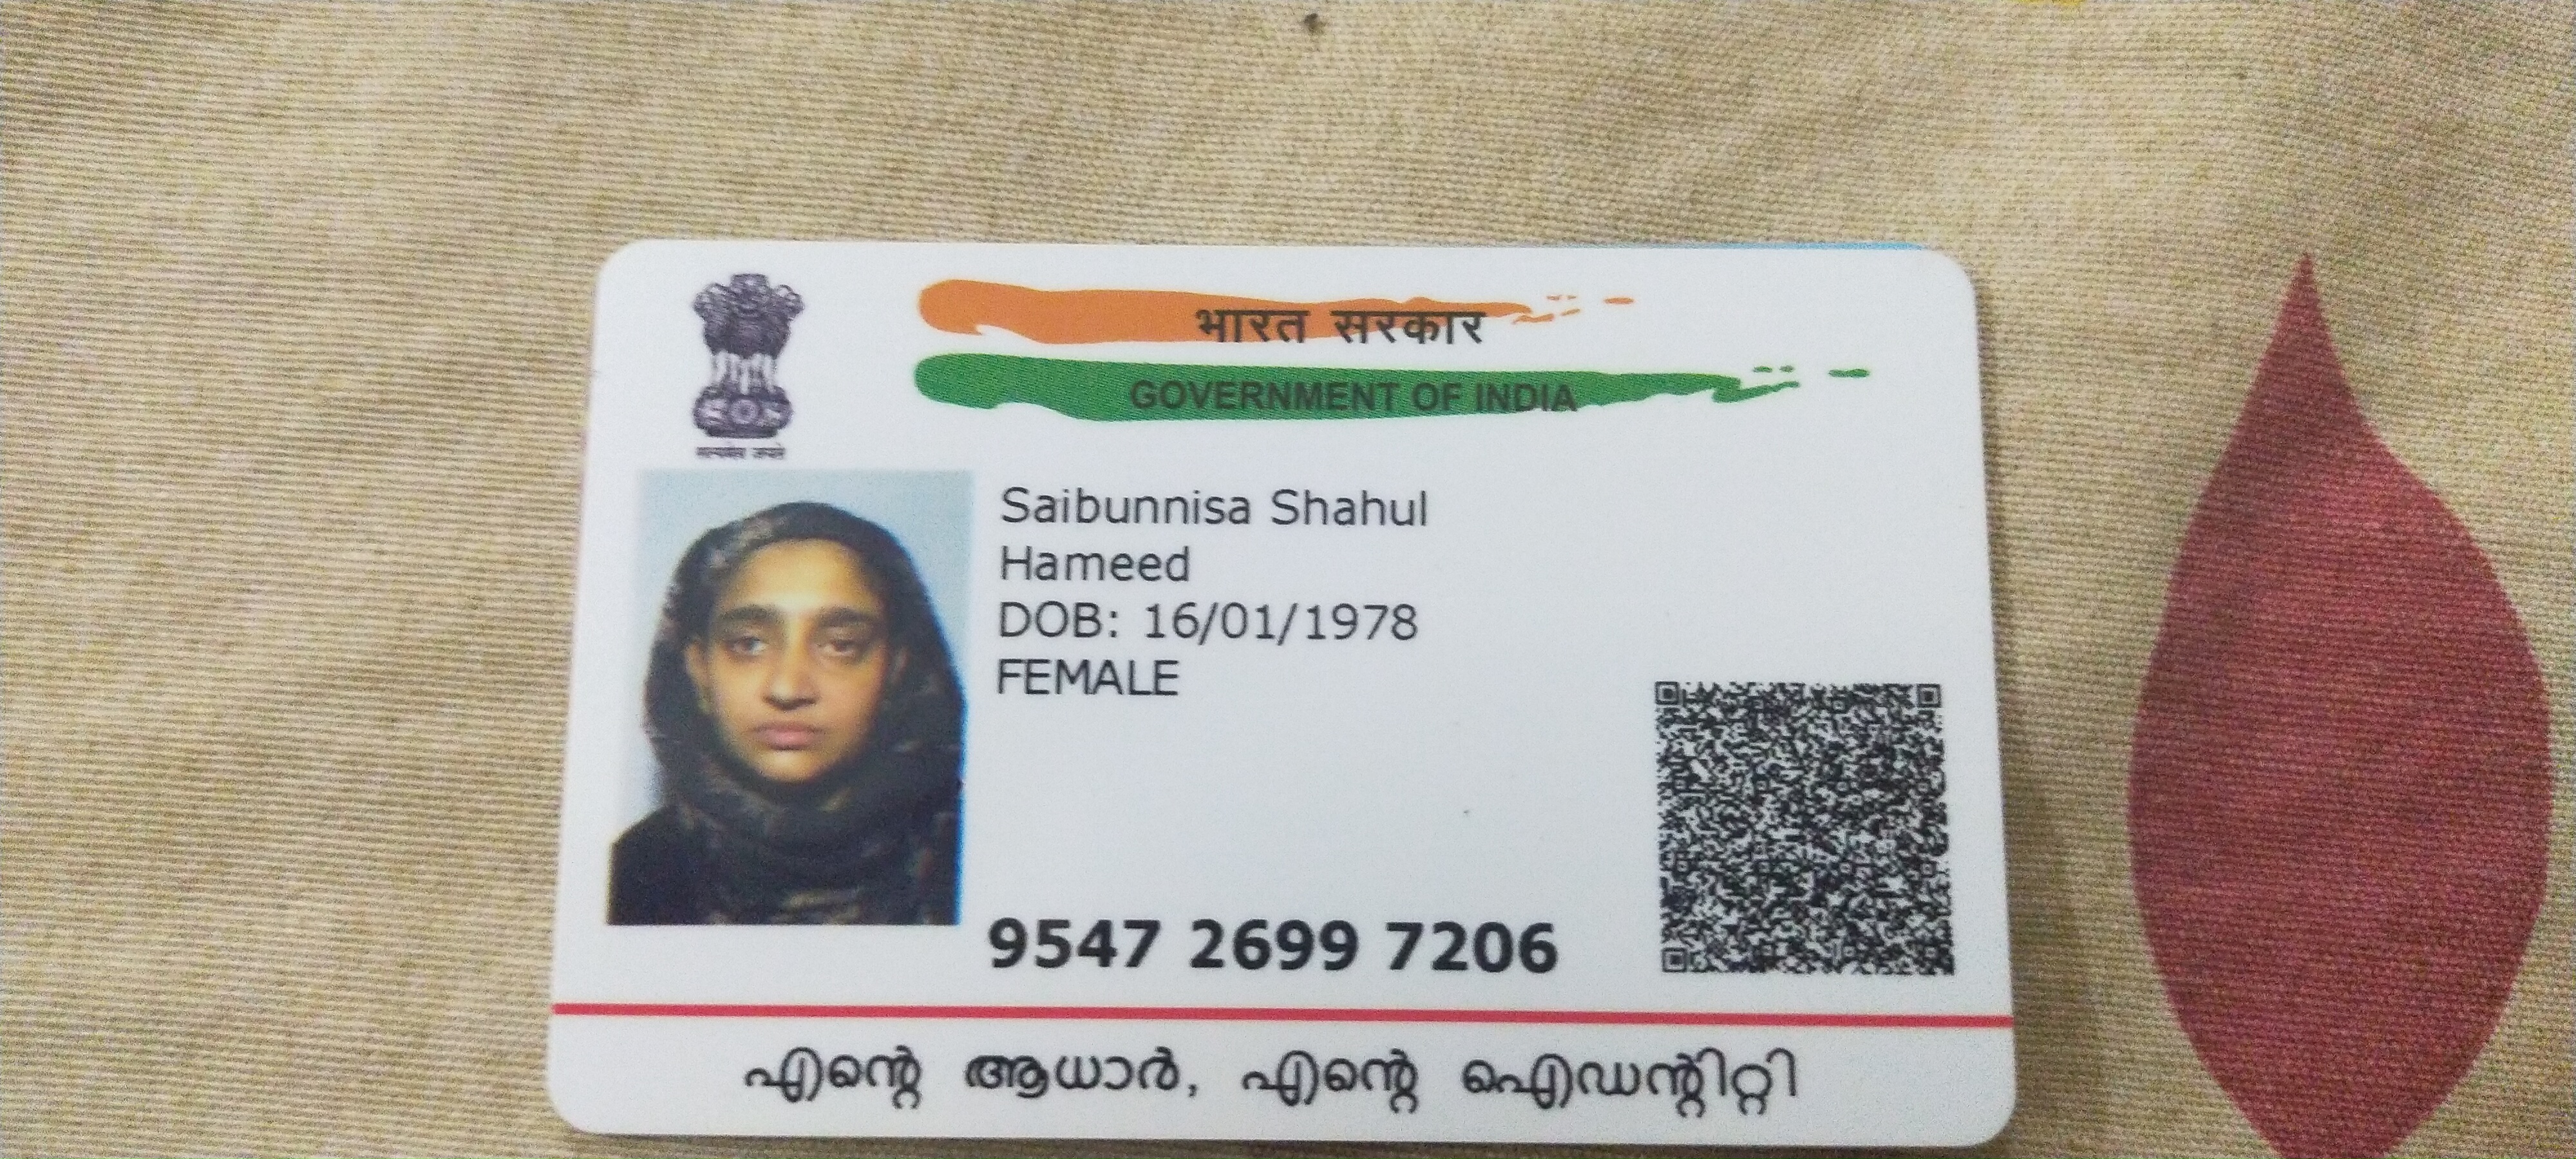 भारत सरकार
GOVERNMENT OF INDIA
सत्यमेव जयते
Saibunnisa Shahul
Hameed
DOB: 16/01/1978
FEMALE
9547 2699 7206
എന്റെ ആധാർ, എന്റെ ഐഡന്റിറ്റി